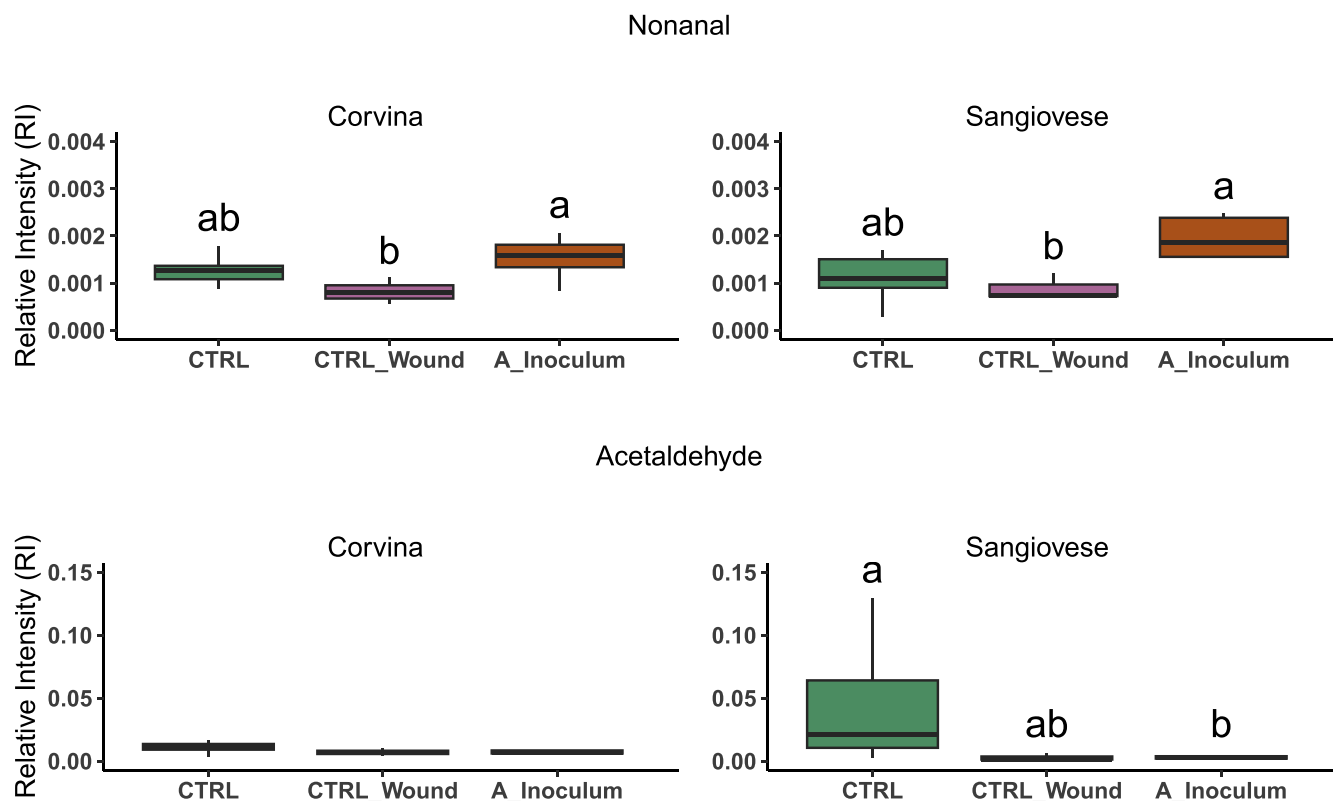 Nonanal
Corvina
Sangiovese
Relative Intensity (RI)
0.004
0.003
0.002
0.001
0.000
ab
b
a
CTRL
CTRL_Wound
A_Inoculum
0.004
0.003
0.002
0.001
0.000
ab
b
a
CTRL
CTRL_Wound
A_Inoculum
Acetaldehyde
Corvina
Sangiovese
Relative Intensity (RI)
0.15
0.10
0.05
0.00
CTRL
CTRL_Wound
A_Inoculum
0.15
0.10
0.05
0.00
a
ab
b
CTRL
CTRL_Wound
A_Inoculum